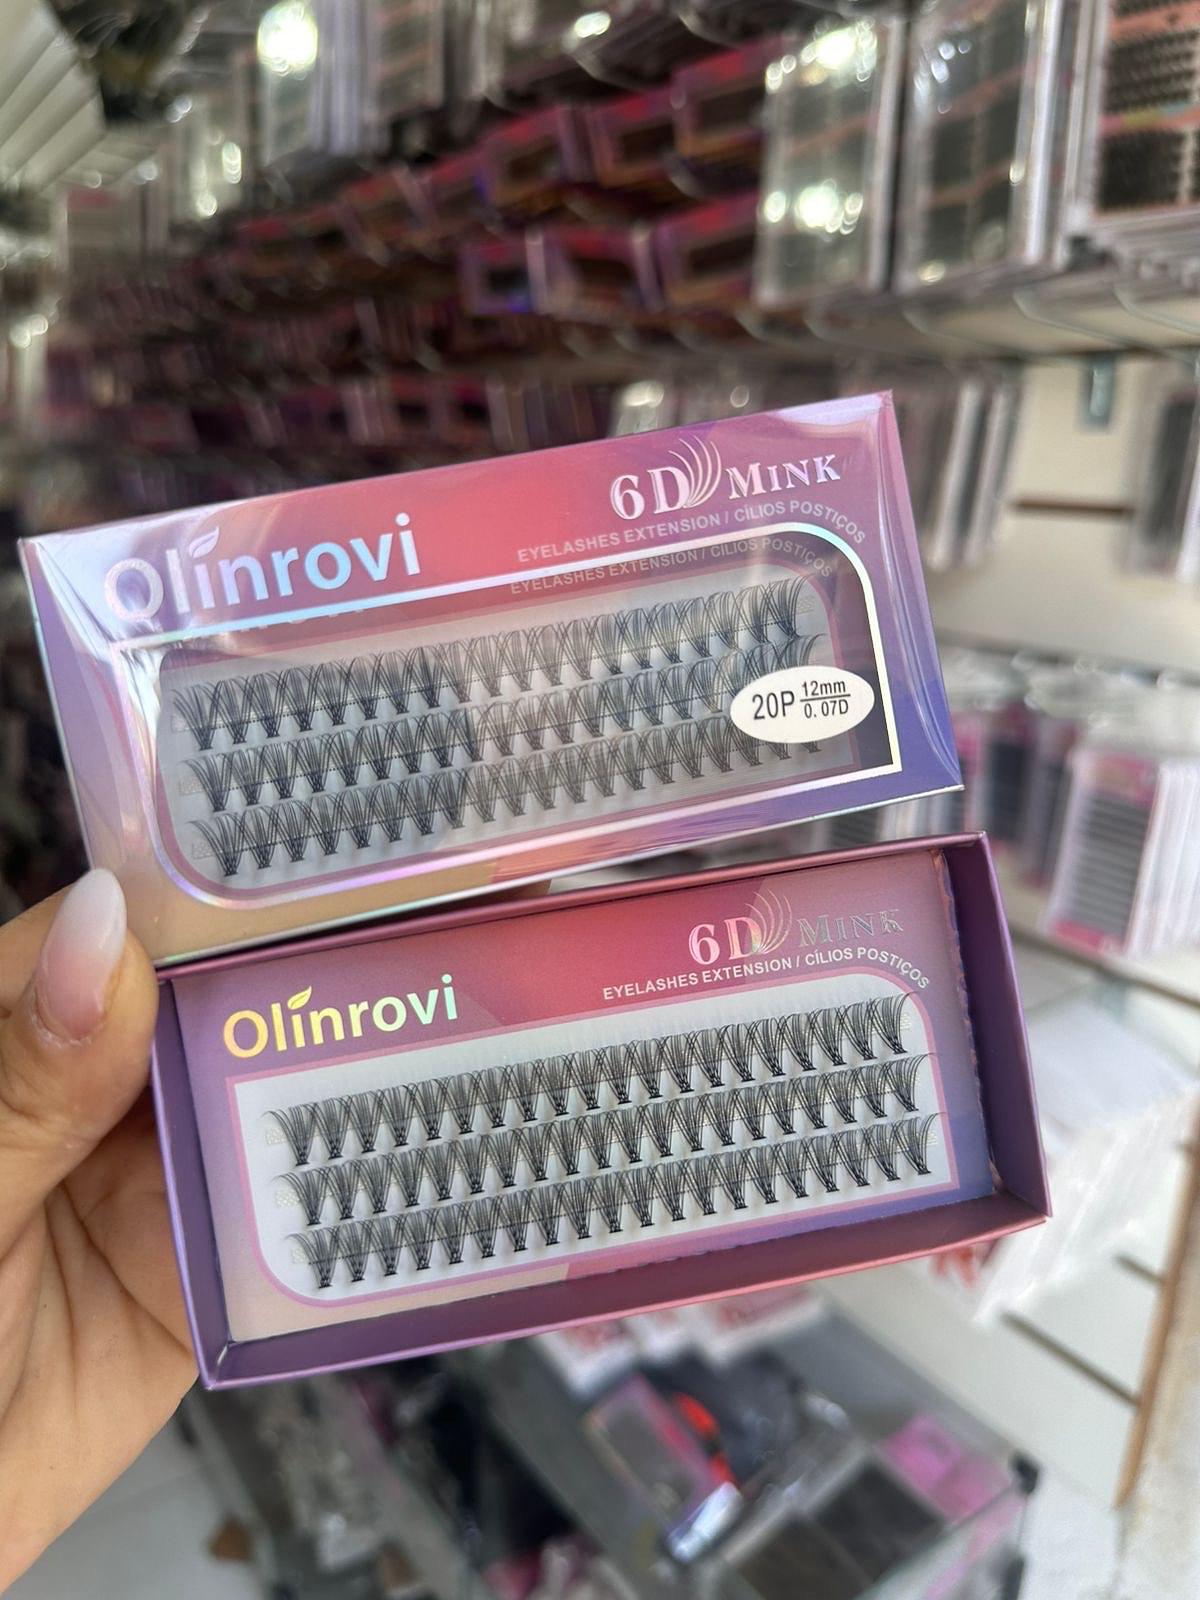 6D MINK
Olinrovi
EYELASHES EXTENSION / CÍLIOS POSTIÇOS
EYELASHES EXTENSION / CÍLIOS POSTIÇOS
20P 12mm
0.07D
6D MINK
EYELASHES EXTENSION / CÍLIOS POSTIÇOS
Olinrovi